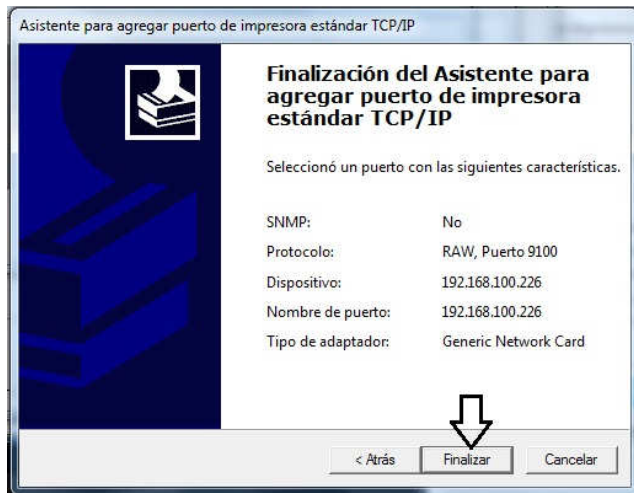 Asistente para agregar puerto de impresora estándar TCP/IP
Finalización del Asistente para
agregar puerto de impresora
estándar TCP/IP
Seleccionó un puerto con las siguientes características.
SNMP: No
Protocolo: RAW, Puerto 9100
Dispositivo: 192.168.100.226
Nombre de puerto: 192.168.100.226
Tipo de adaptador: Generic Network Card
< Atrás Finalizar Cancelar